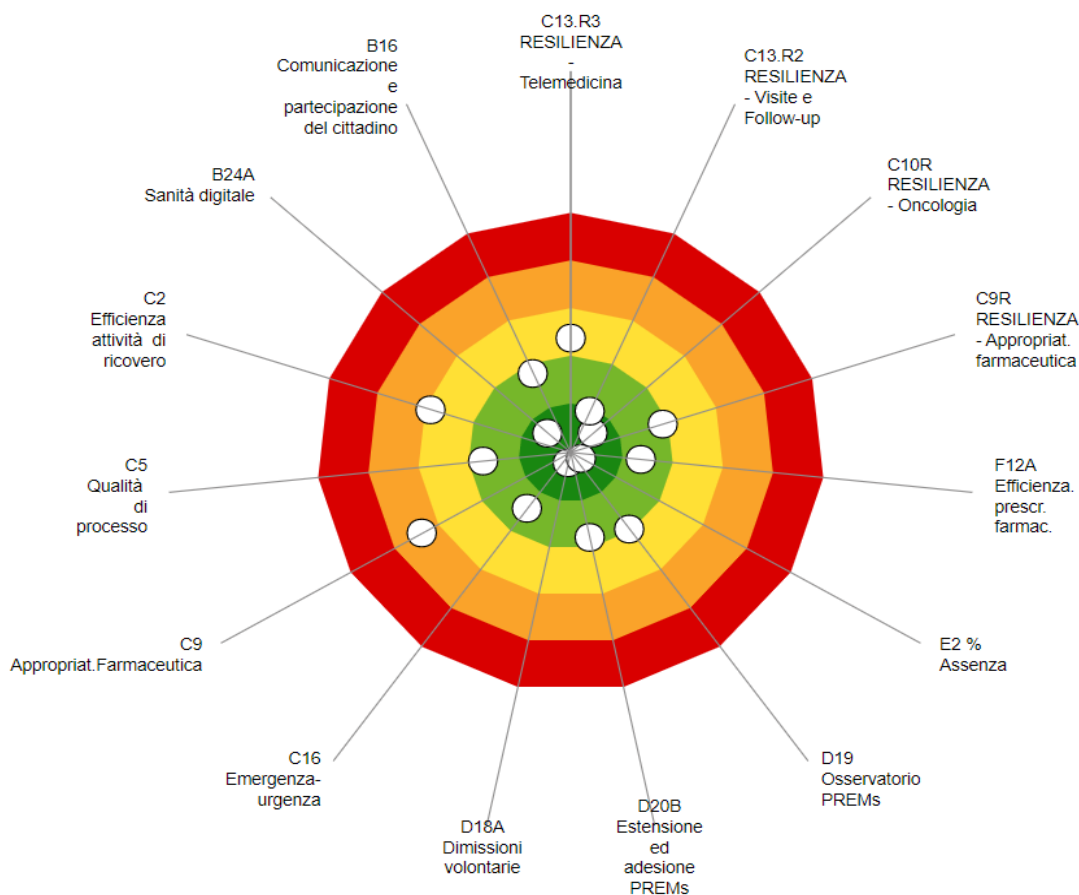 C13.R3
RESILIENZA
-
Telemedicina
C13.R2
RESILIENZA
- Visite e
Follow-up
C10R
RESILIENZA
- Oncologia
C9R
RESILIENZA
- Appropriat.
farmaceutica
F12A
Efficienza.
prescr.
farmac.
E2 %
Assenza
D19
Osservatorio
PREMs
D20B
Estensione
ed
adesione
PREMs
D18A
Dimissioni
volontarie
C16
Emergenza-
urgenza
C9
Appropriat.Farmaceutica
C5
Qualità
di
processo
C2
Efficienza
attività di
ricovero
B24A
Sanità digitale
B16
Comunicazione
e
partecipazione
del cittadino